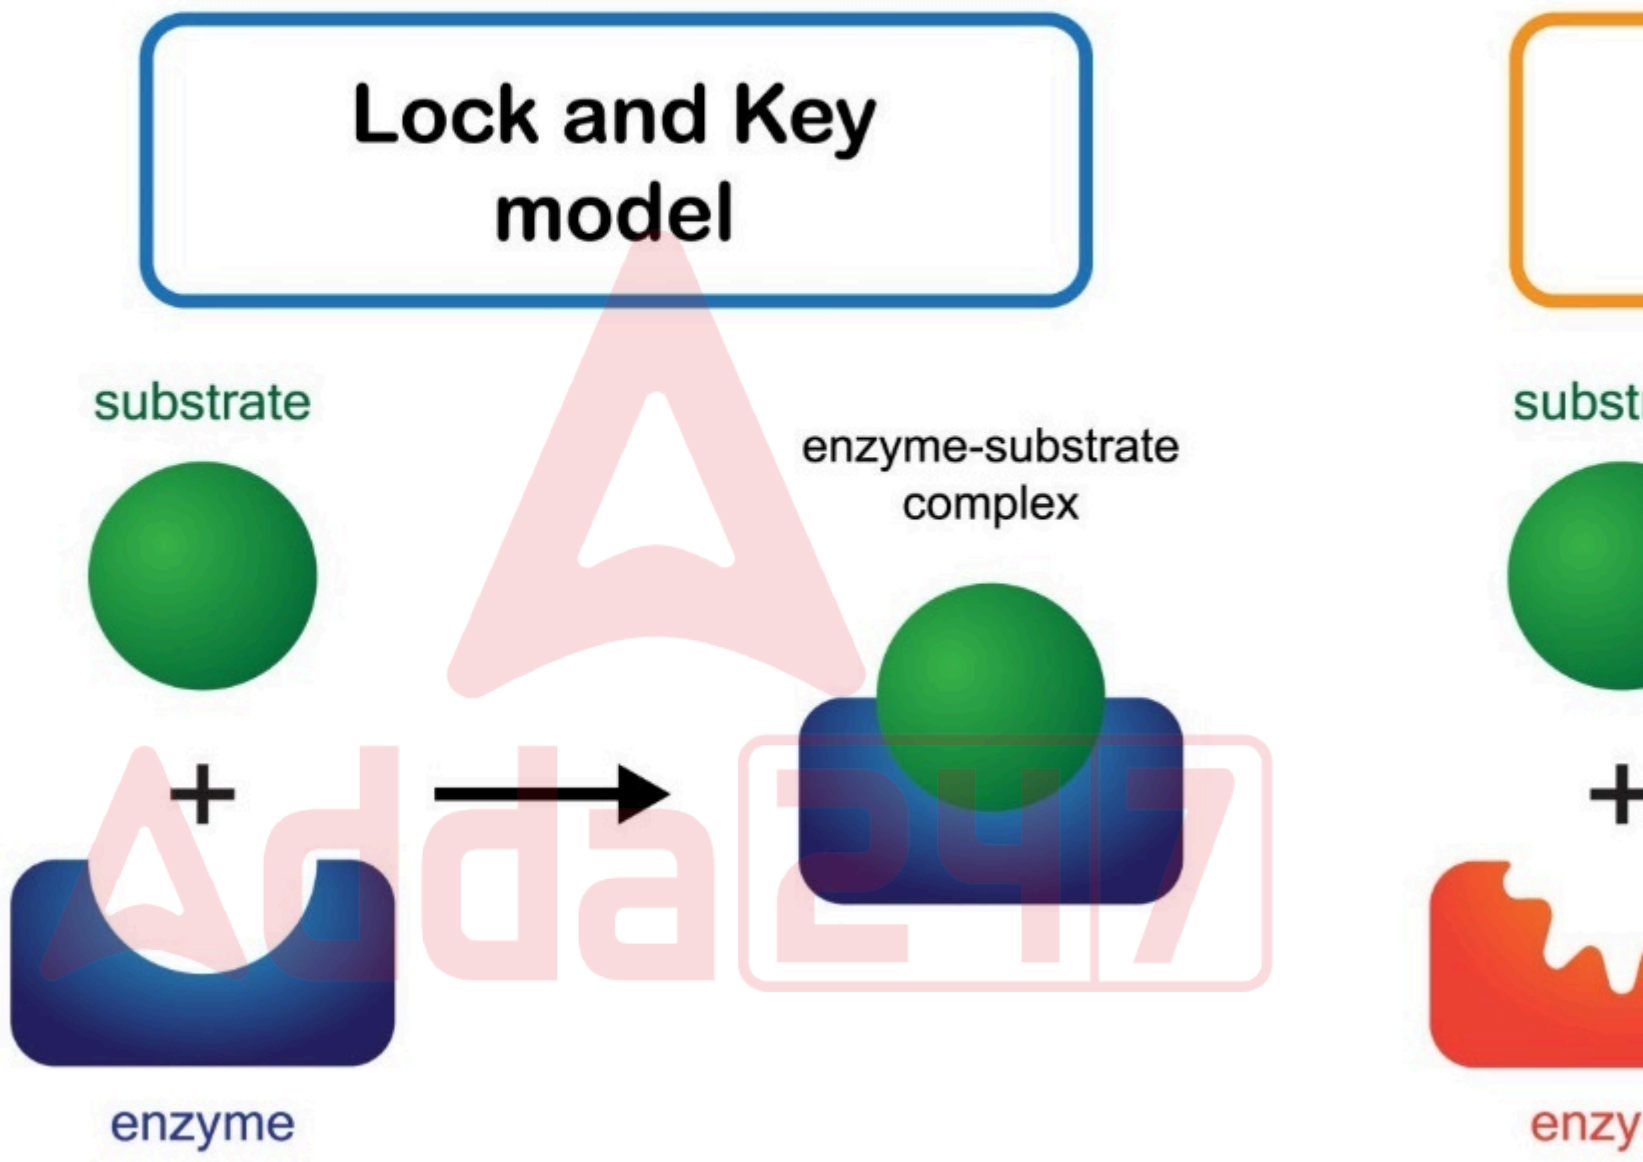 Lock and Key
model
substrate
enzyme-substrate
complex
+
enzyme
Adda247
+